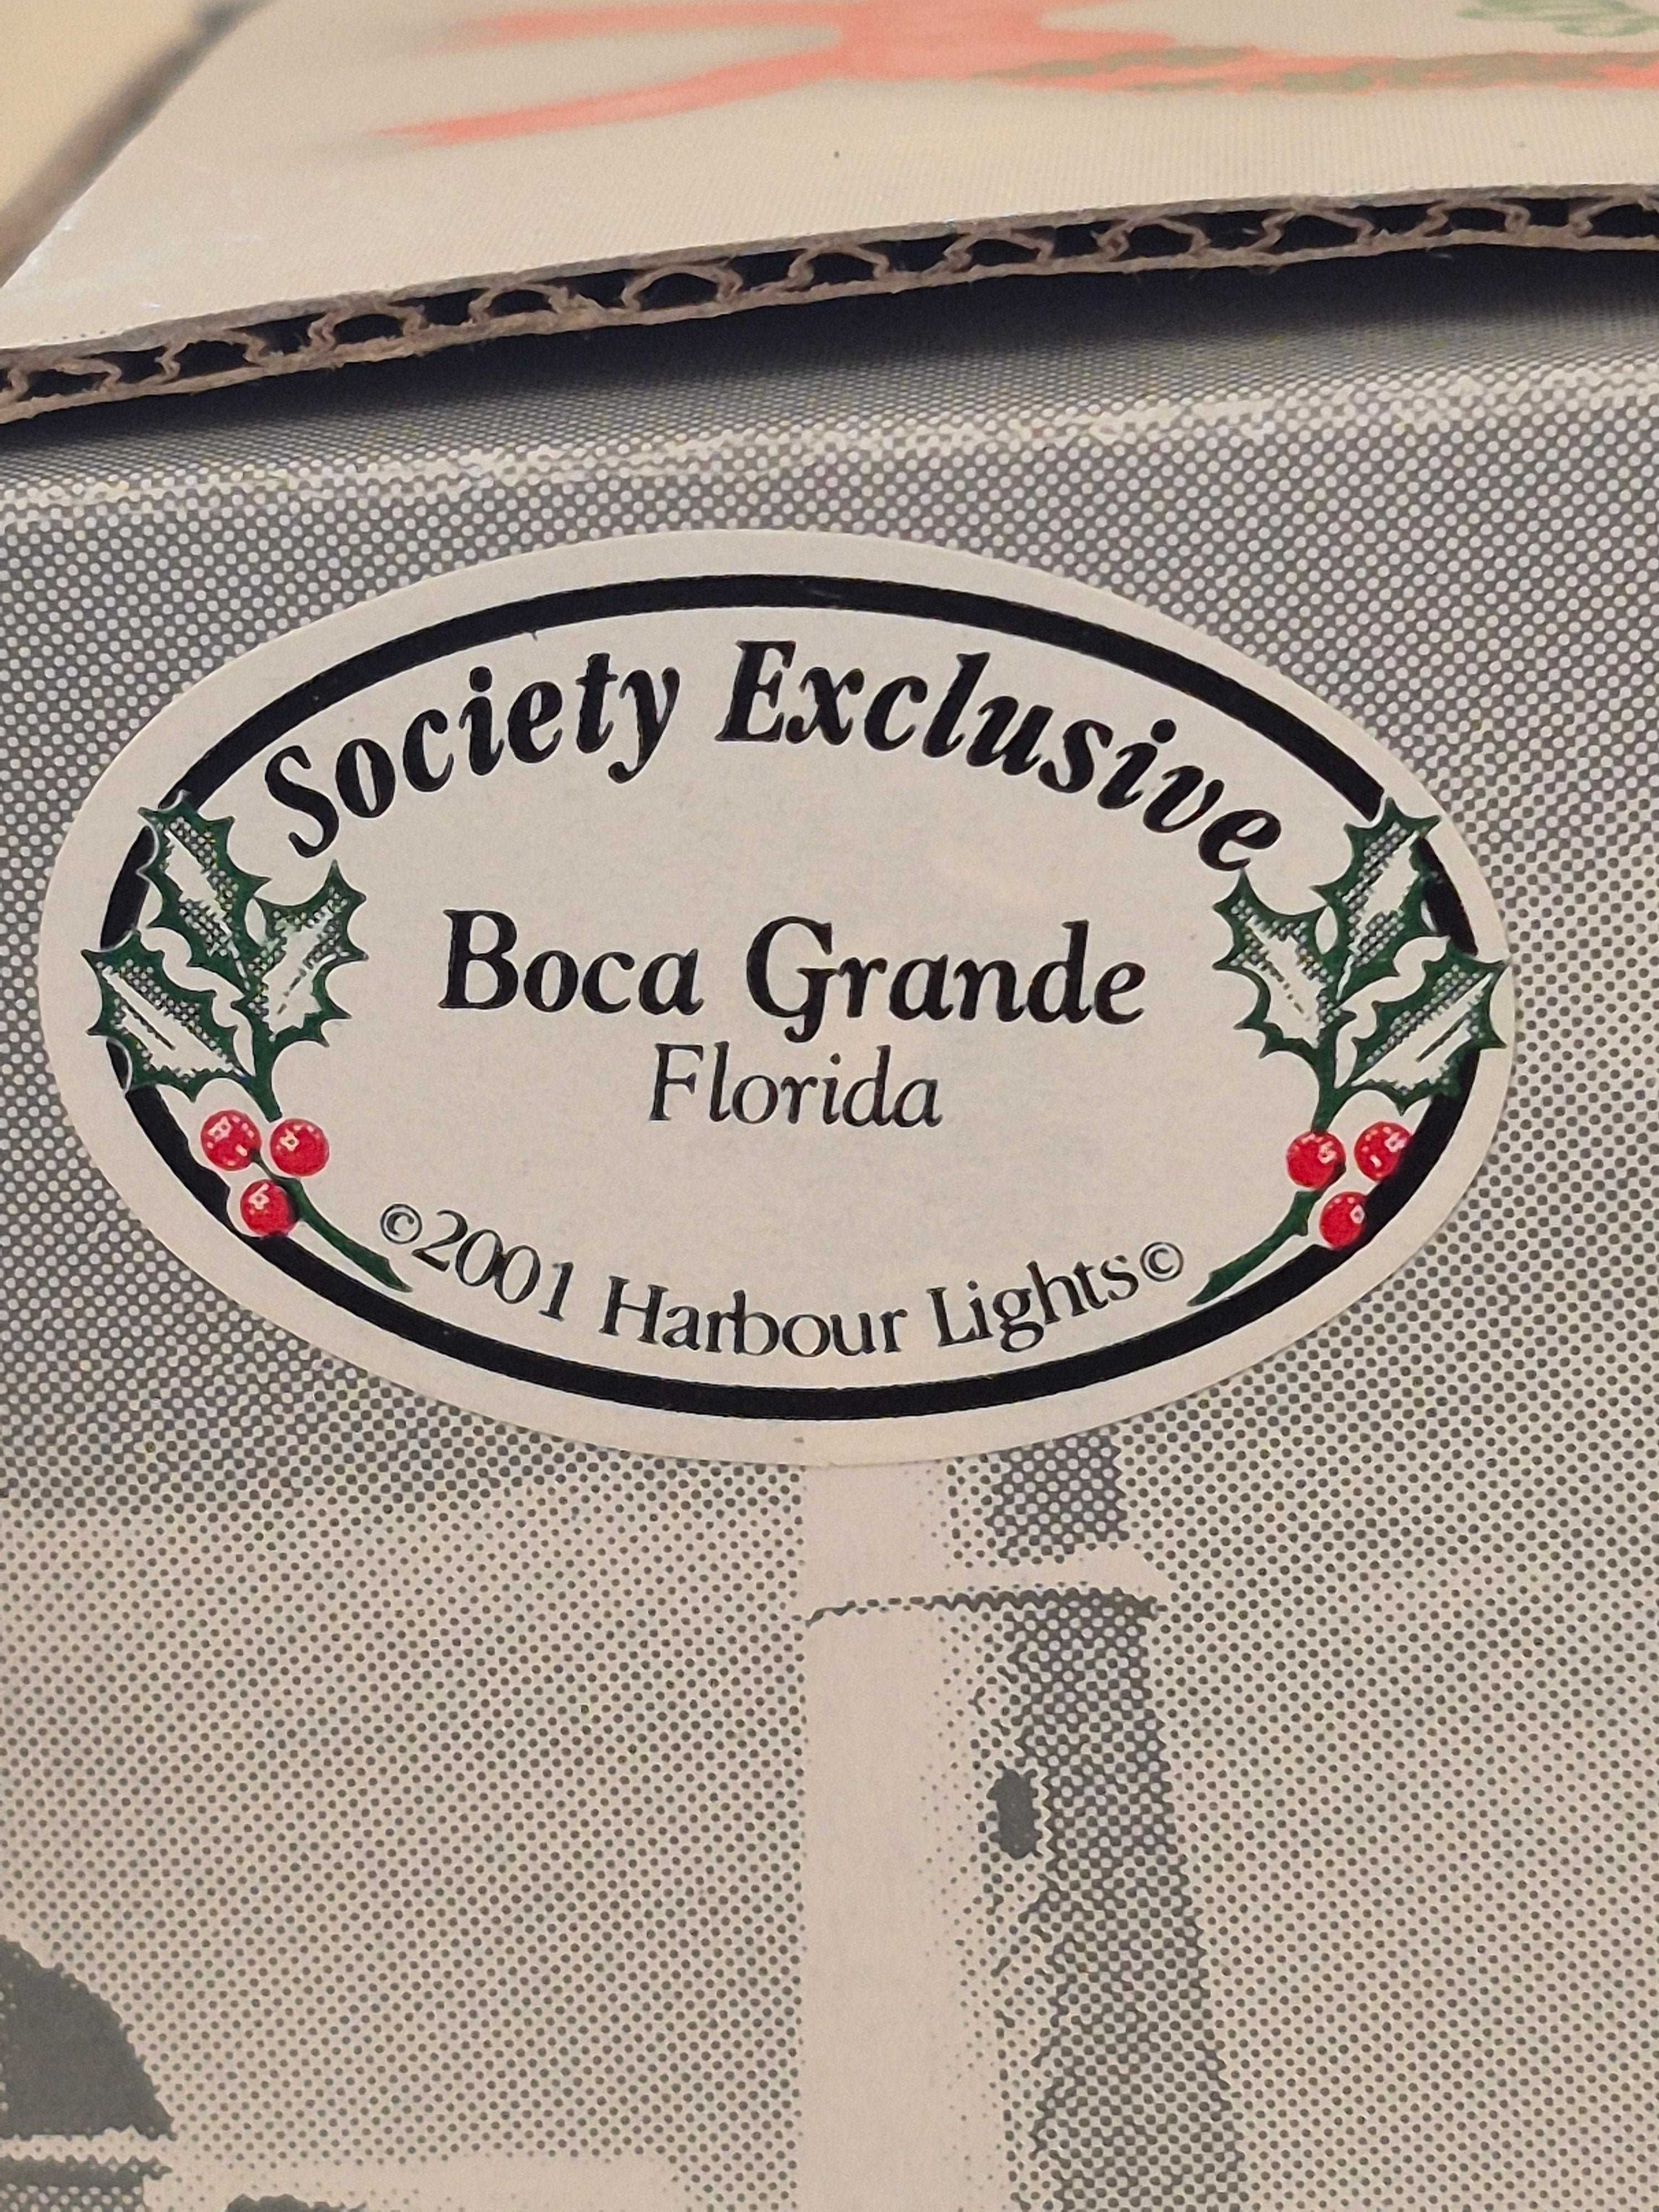 Society Exclusive
Boca Grande
Florida
©2001 Harbour Lights©